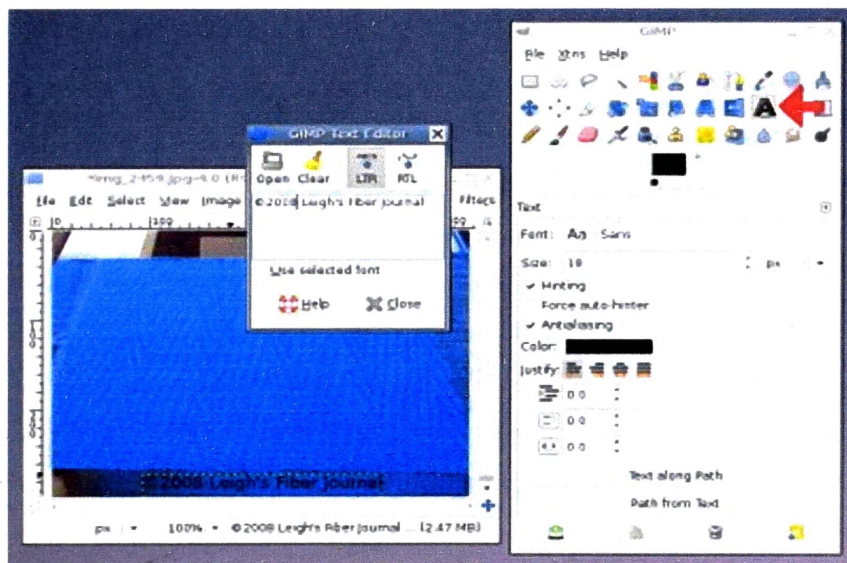 GIMP
File Xtns Help
GIMP Text Editor
Open Clear LTR RTL
©2008 Leigh's Fiber Journal
Use selected font
Help Close
File Edit Select View Image
Filters
0 100
px 100% ©2008 Leigh's Fiber Journal ... (2.47 MB)
©2008 Leigh's Fiber Journal
Text
Font: Aa Sans
Size: 18 px
Hinting
Force auto-hinter
Antialiasing
Color:
Justify:
0.0
0.0
0.0
Text along Path
Path from Text